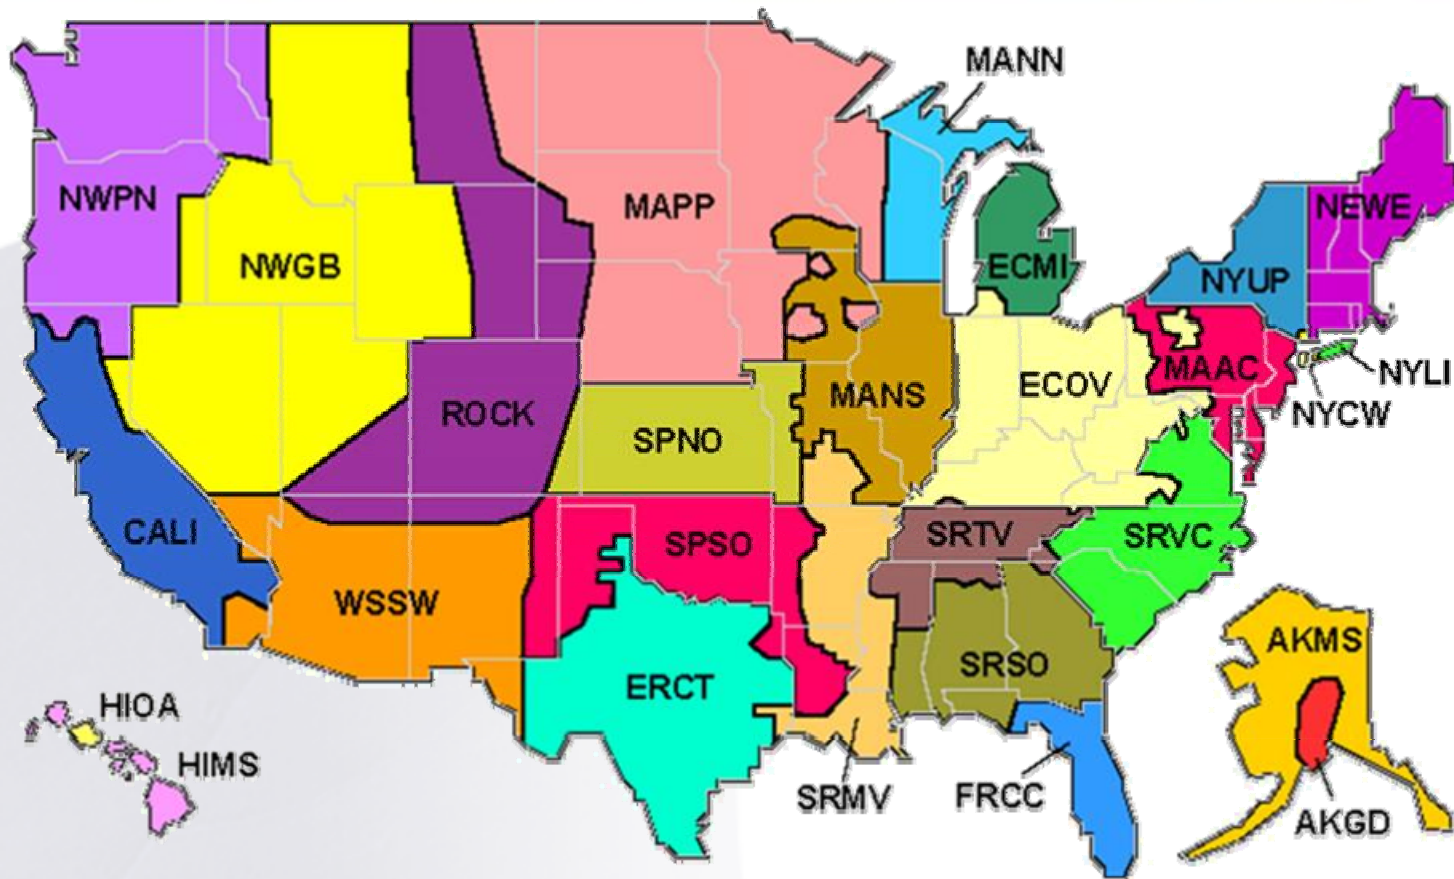 MANN
NWPN
MAPP
NEWE
NWGB
ECMI
NYUP
MAAC
NYLI
ROCK
MANS
ECOV
NYCW
SPNO
CALI
SPSO
SRTV
SRVC
WSSW
AKMS
SRSO
ERCT
HIOA
HIMS
SRMV
FRCC
AKGD